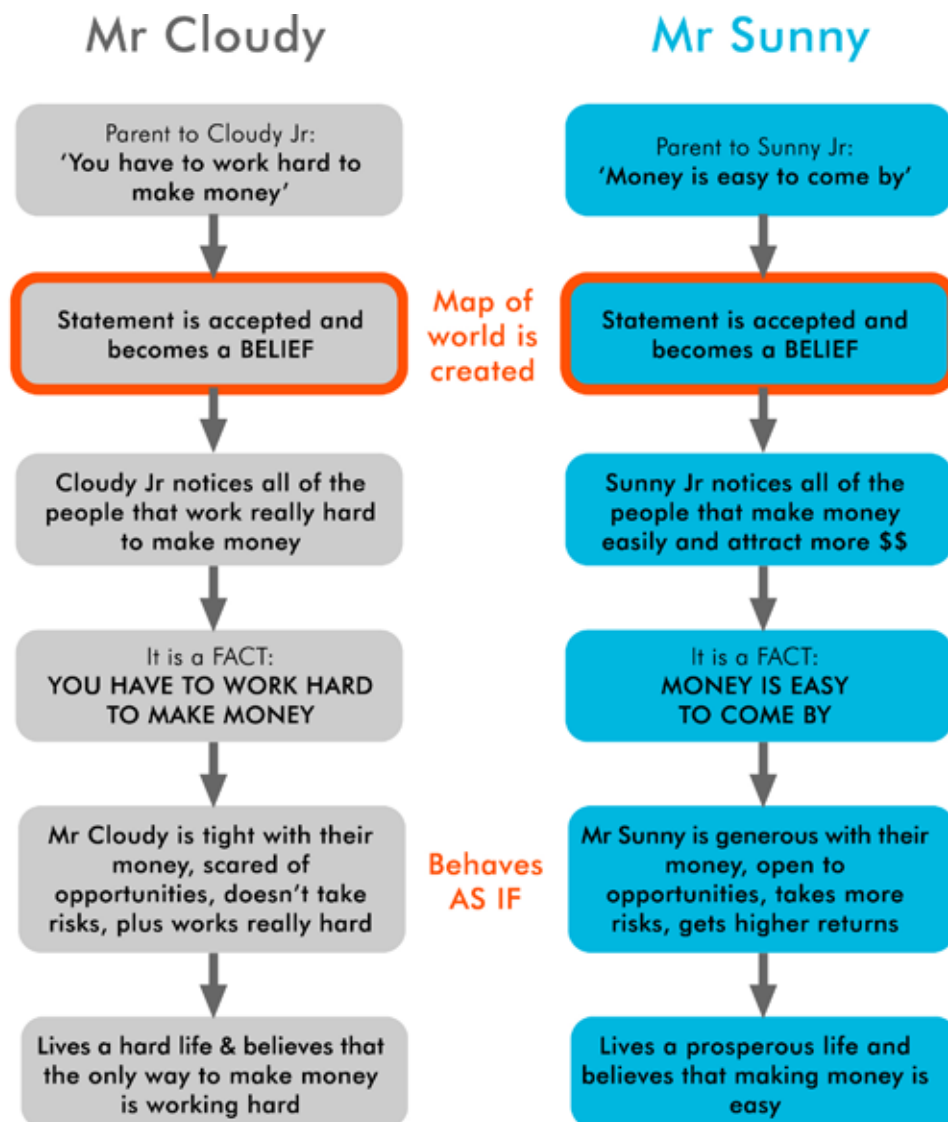 Mr Cloudy
Parent to Cloudy Jr:
‘You have to work hard to
make money’
Statement is accepted and
becomes a BELIEF
Cloudy Jr notices all of the
people that work really hard
to make money
It is a FACT:
YOU HAVE TO WORK HARD
TO MAKE MONEY
Mr Cloudy is tight with their
money, scared of
opportunities, doesn’t take
risks, plus works really hard
Lives a hard life & believes that
the only way to make money
is working hard
Map of
world is
created
Behaves
AS IF
Mr Sunny
Parent to Sunny Jr:
‘Money is easy to come by’
Statement is accepted and
becomes a BELIEF
Sunny Jr notices all of the
people that make money
easily and attract more $$
It is a FACT:
MONEY IS EASY
TO COME BY
Mr Sunny is generous with their
money, open to
opportunities, takes more
risks, gets higher returns
Lives a prosperous life and
believes that making money is
easy